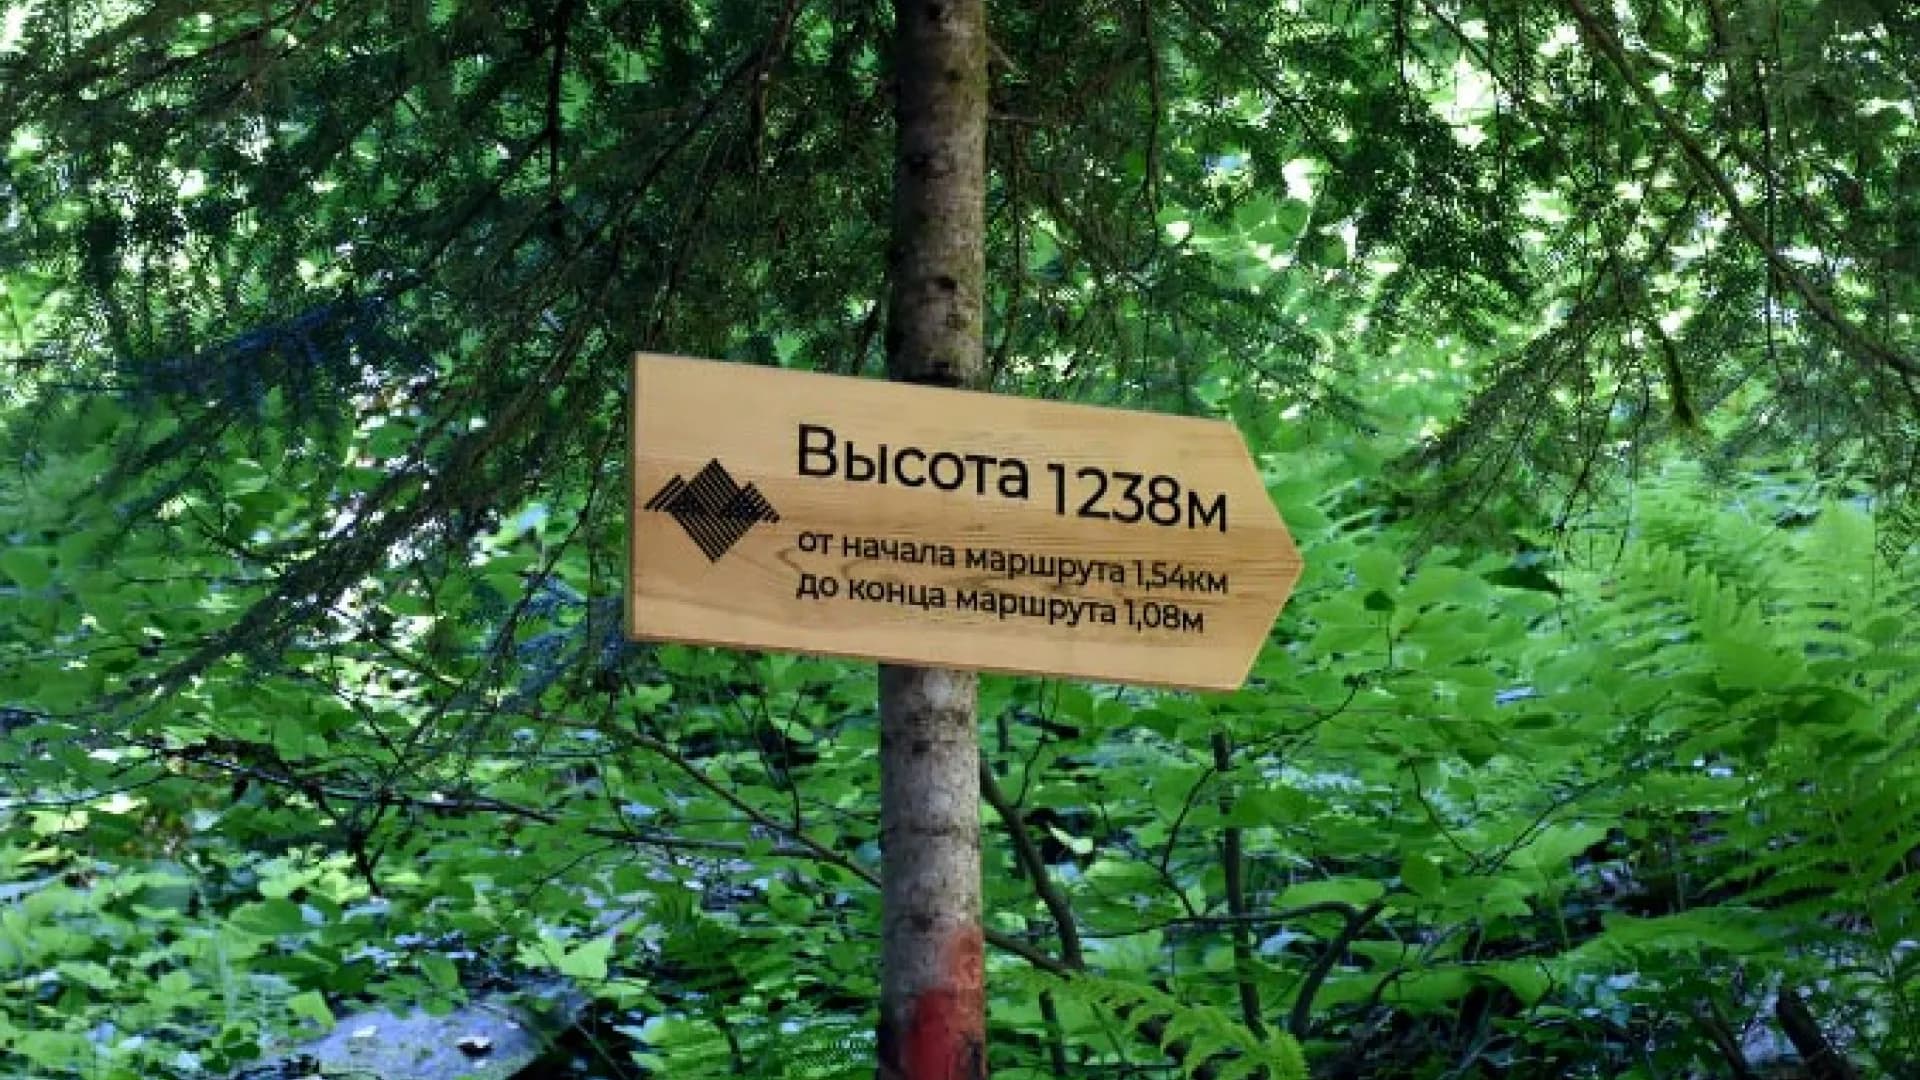 Высота 1238м
от начала маршрута 1,54км
до конца маршрута 1,08м